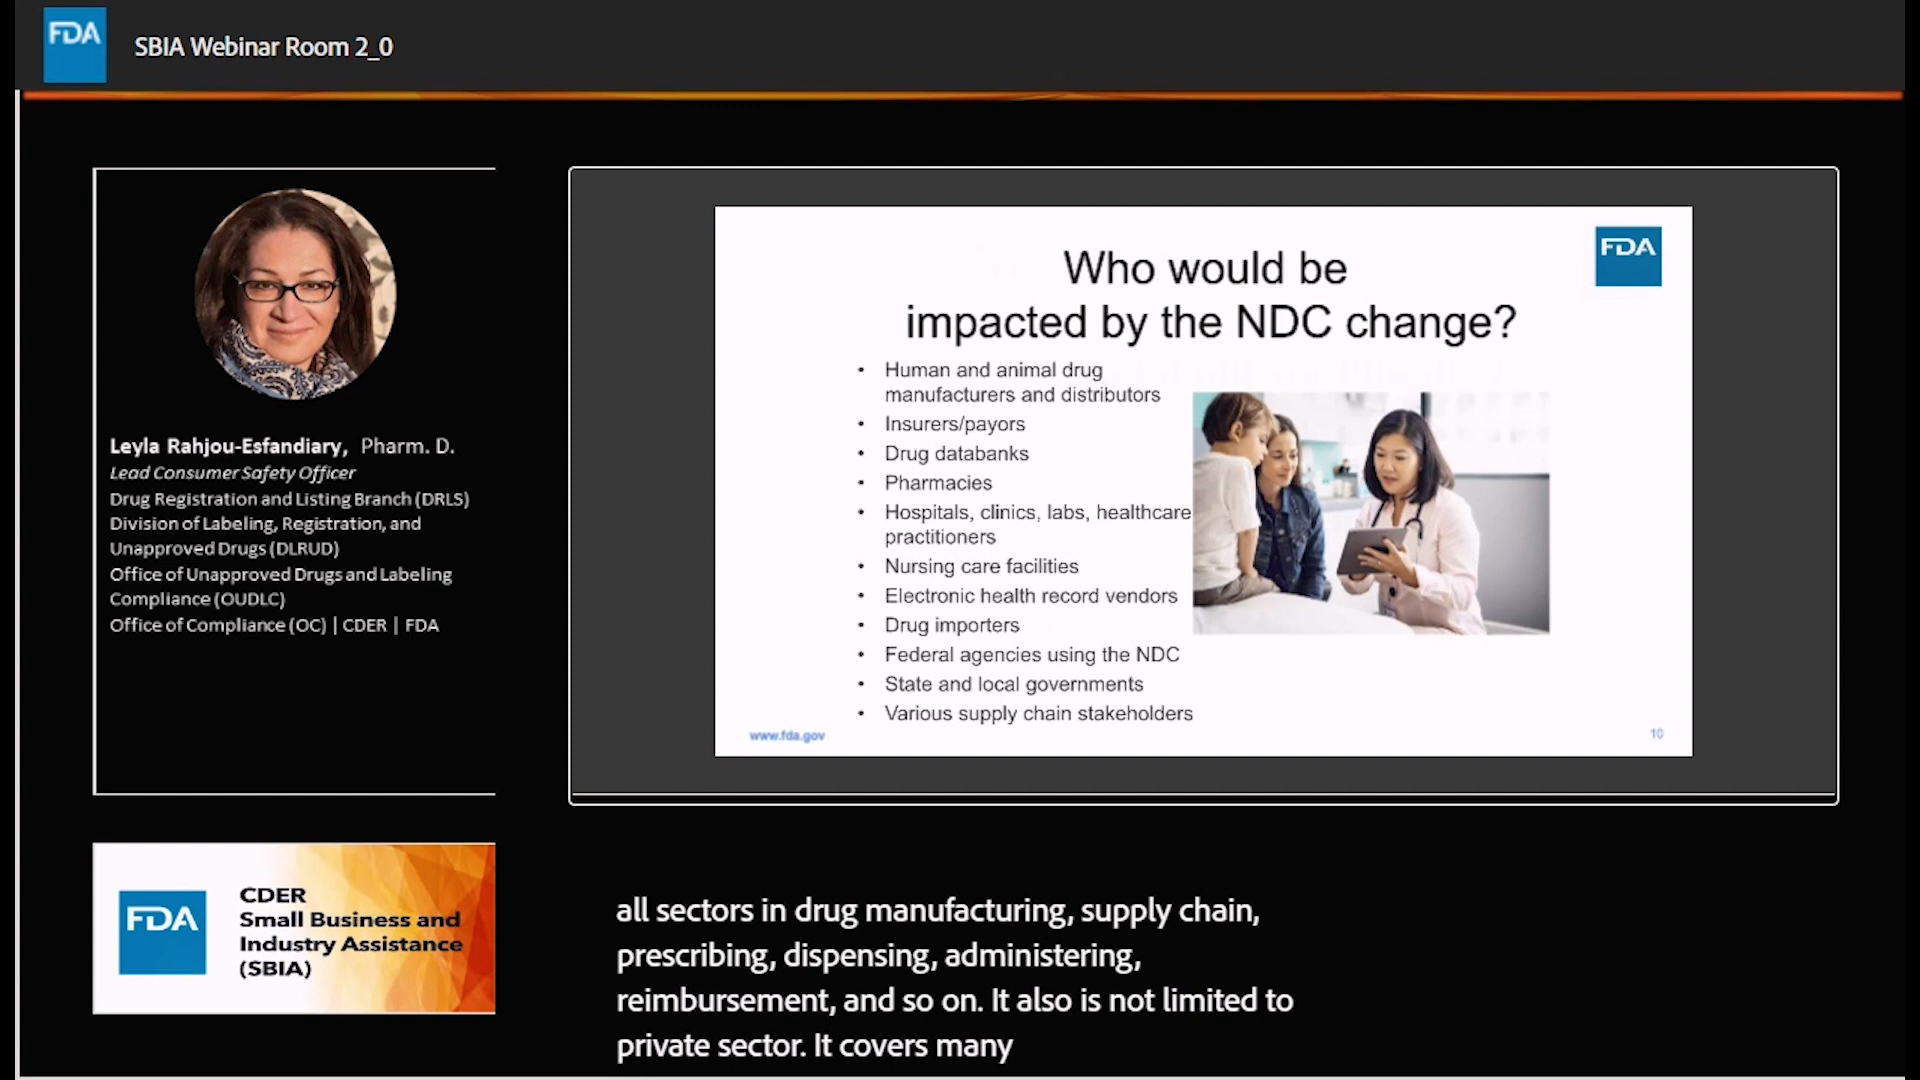 FDA
SBIA Webinar Room 2_0
Leyla Rahjou-Esfandiary, Pharm. D.
Lead Consumer Safety Officer
Drug Registration and Listing Branch (DRLS)
Division of Labeling, Registration, and
Unapproved Drugs (DLRUD)
Office of Unapproved Drugs and Labeling
Compliance (OUDLC)
Office of Compliance (OC) | CDER | FDA
FDA
Who would be
impacted by the NDC change?
• Human and animal drug
manufacturers and distributors
• Insurers/payors
• Drug databanks
• Pharmacies
• Hospitals, clinics, labs, healthcare
practitioners
• Nursing care facilities
• Electronic health record vendors
• Drug importers
• Federal agencies using the NDC
• State and local governments
• Various supply chain stakeholders
www.fda.gov
10
FDA
CDER
Small Business and
Industry Assistance
(SBIA)
all sectors in drug manufacturing, supply chain,
prescribing, dispensing, administering,
reimbursement, and so on. It also is not limited to
private sector. It covers many